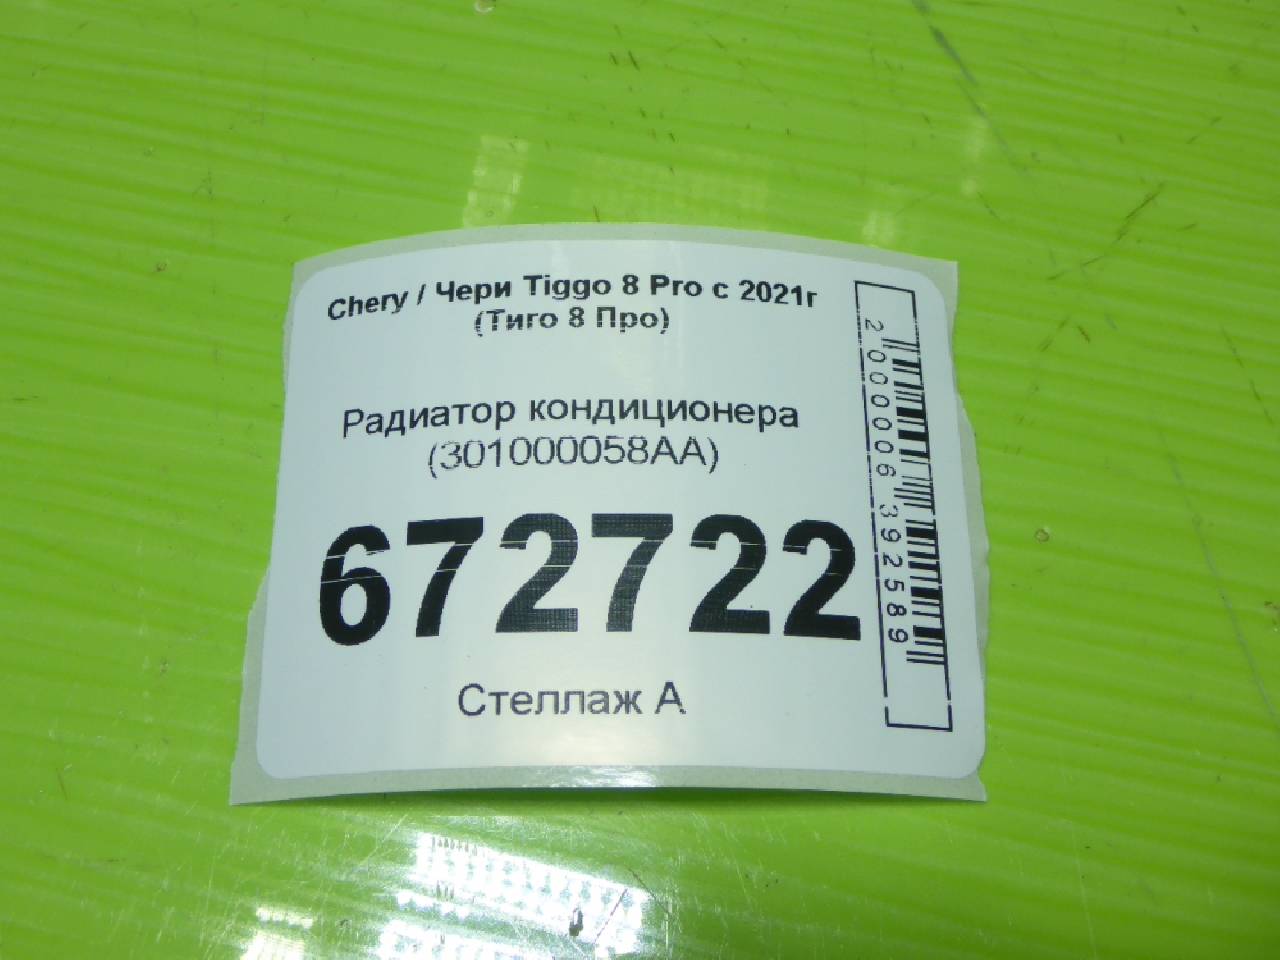 Chery / Чери Tiggo 8 Pro с 2021г
(Тиго 8 Про)
Радиатор кондиционера
(301000058AA)
672722
Стеллаж А
2000006392589